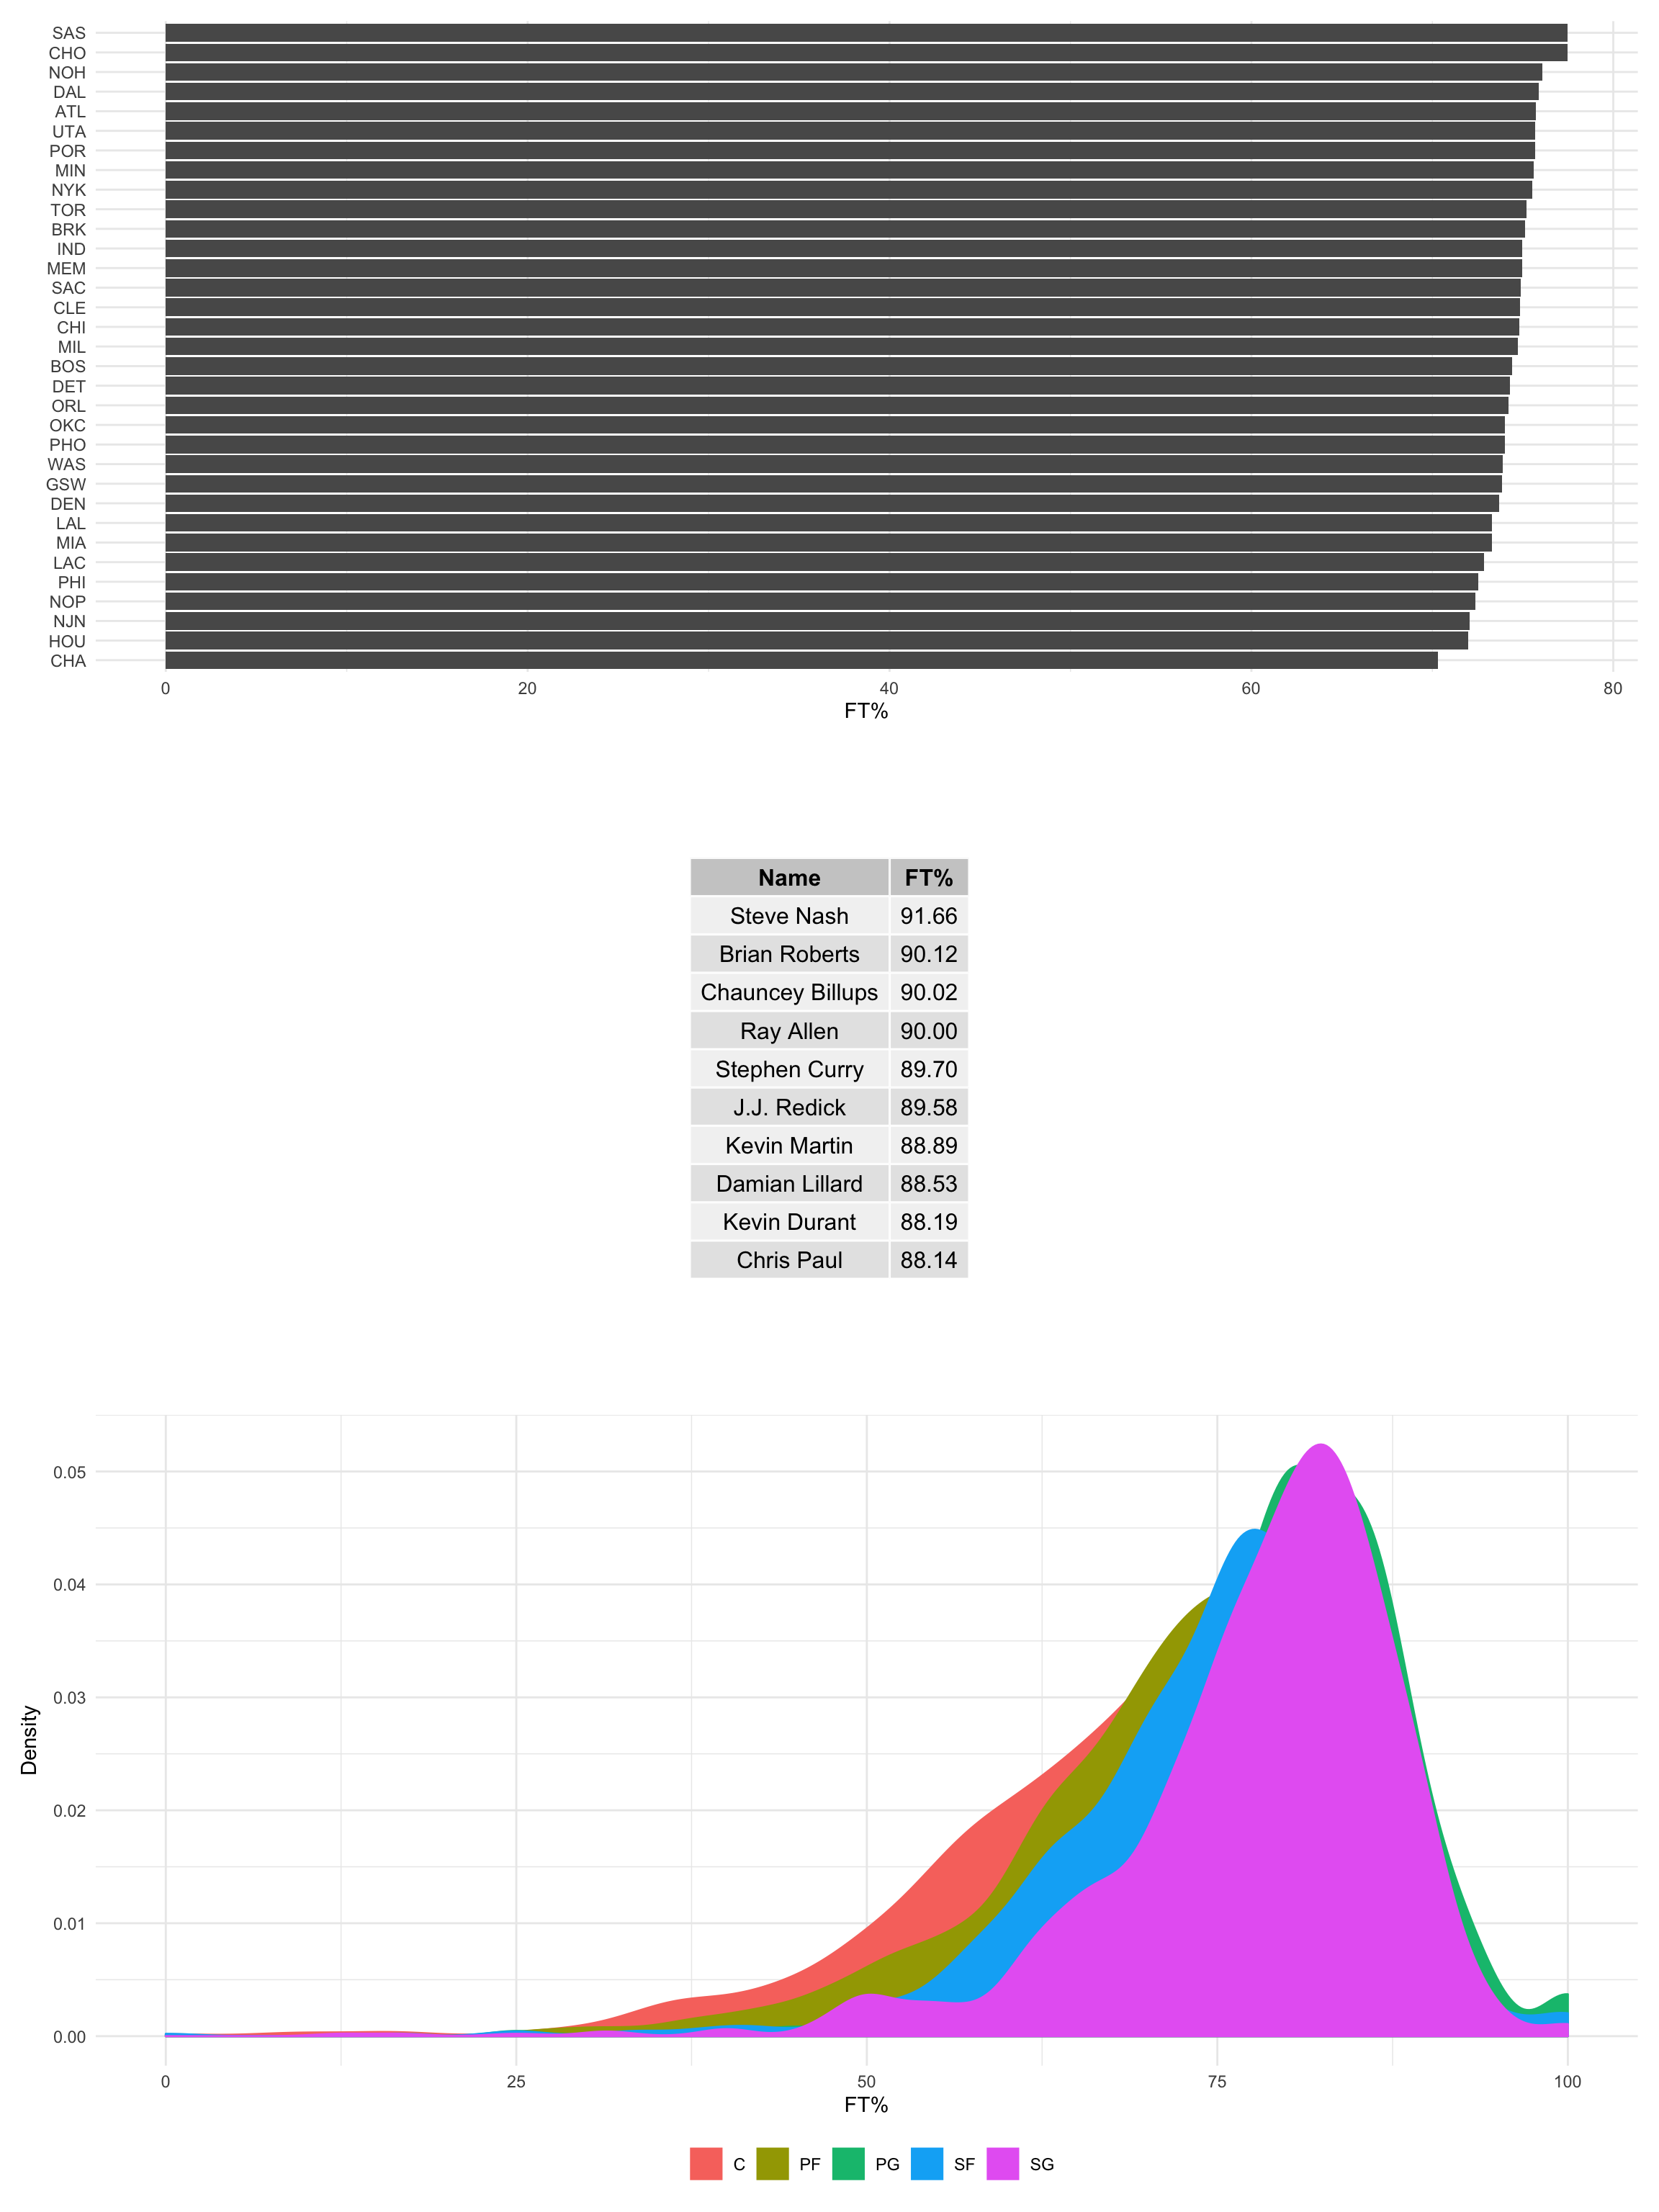 SAS
CHO
NOH
DAL
ATL
UTA
POR
MIN
NYK
TOR
BRK
IND
MEM
SAC
CLE
CHI
MIL
BOS
DET
ORL
OKC
PHO
WAS
GSW
DEN
LAL
MIA
LAC
PHI
NOP
NJN
HOU
CHA
0 20 40 60 80
FT%
Name FT%
Steve Nash 91.66
Brian Roberts 90.12
Chauncey Billups 90.02
Ray Allen 90.00
Stephen Curry 89.70
J.J. Redick 89.58
Kevin Martin 88.89
Damian Lillard 88.53
Kevin Durant 88.19
Chris Paul 88.14
0.05
0.04
0.03
0.02
0.01
0.00
Density
0 25 50 75 100
FT%
C PF PG SF SG